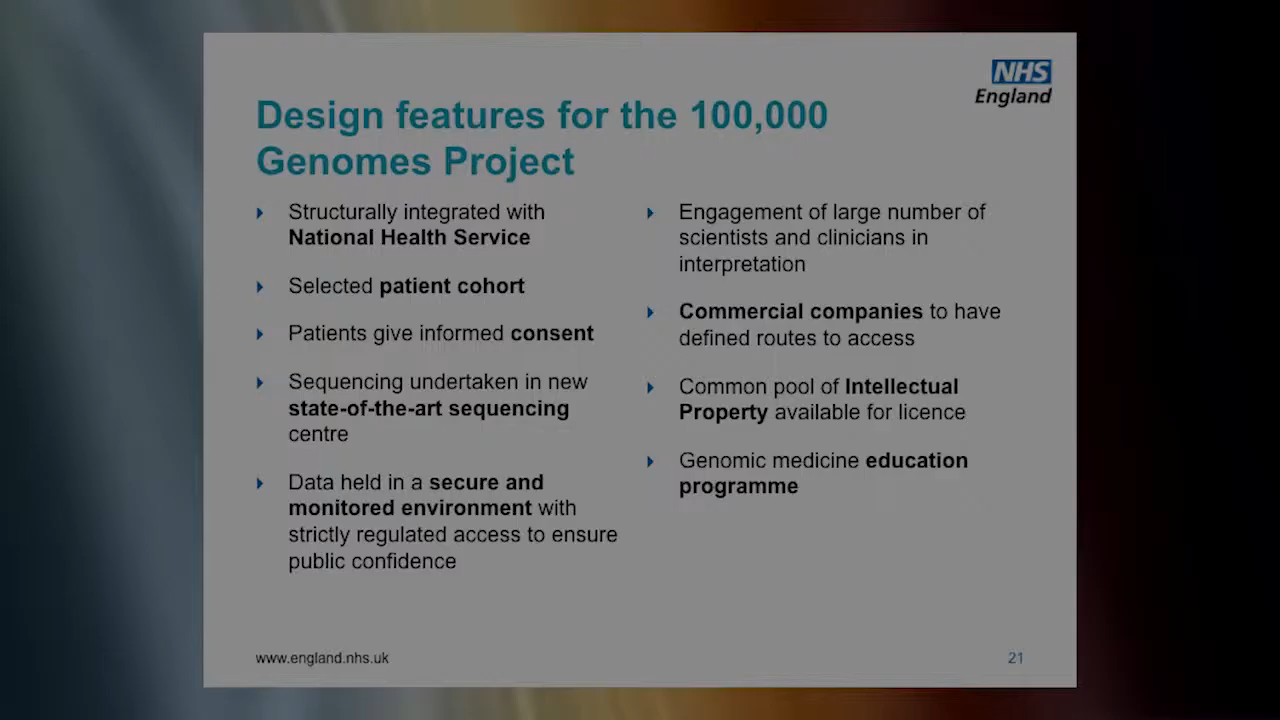 NHS
England
Design features for the 100,000
Genomes Project
Structurally integrated with
National Health Service
Selected patient cohort
Patients give informed consent
Sequencing undertaken in new
state-of-the-art sequencing
centre
Data held in a secure and
monitored environment with
strictly regulated access to ensure
public confidence
Engagement of large number of
scientists and clinicians in
interpretation
Commercial companies to have
defined routes to access
Common pool of Intellectual
Property available for licence
Genomic medicine education
programme
www.england.nhs.uk
21